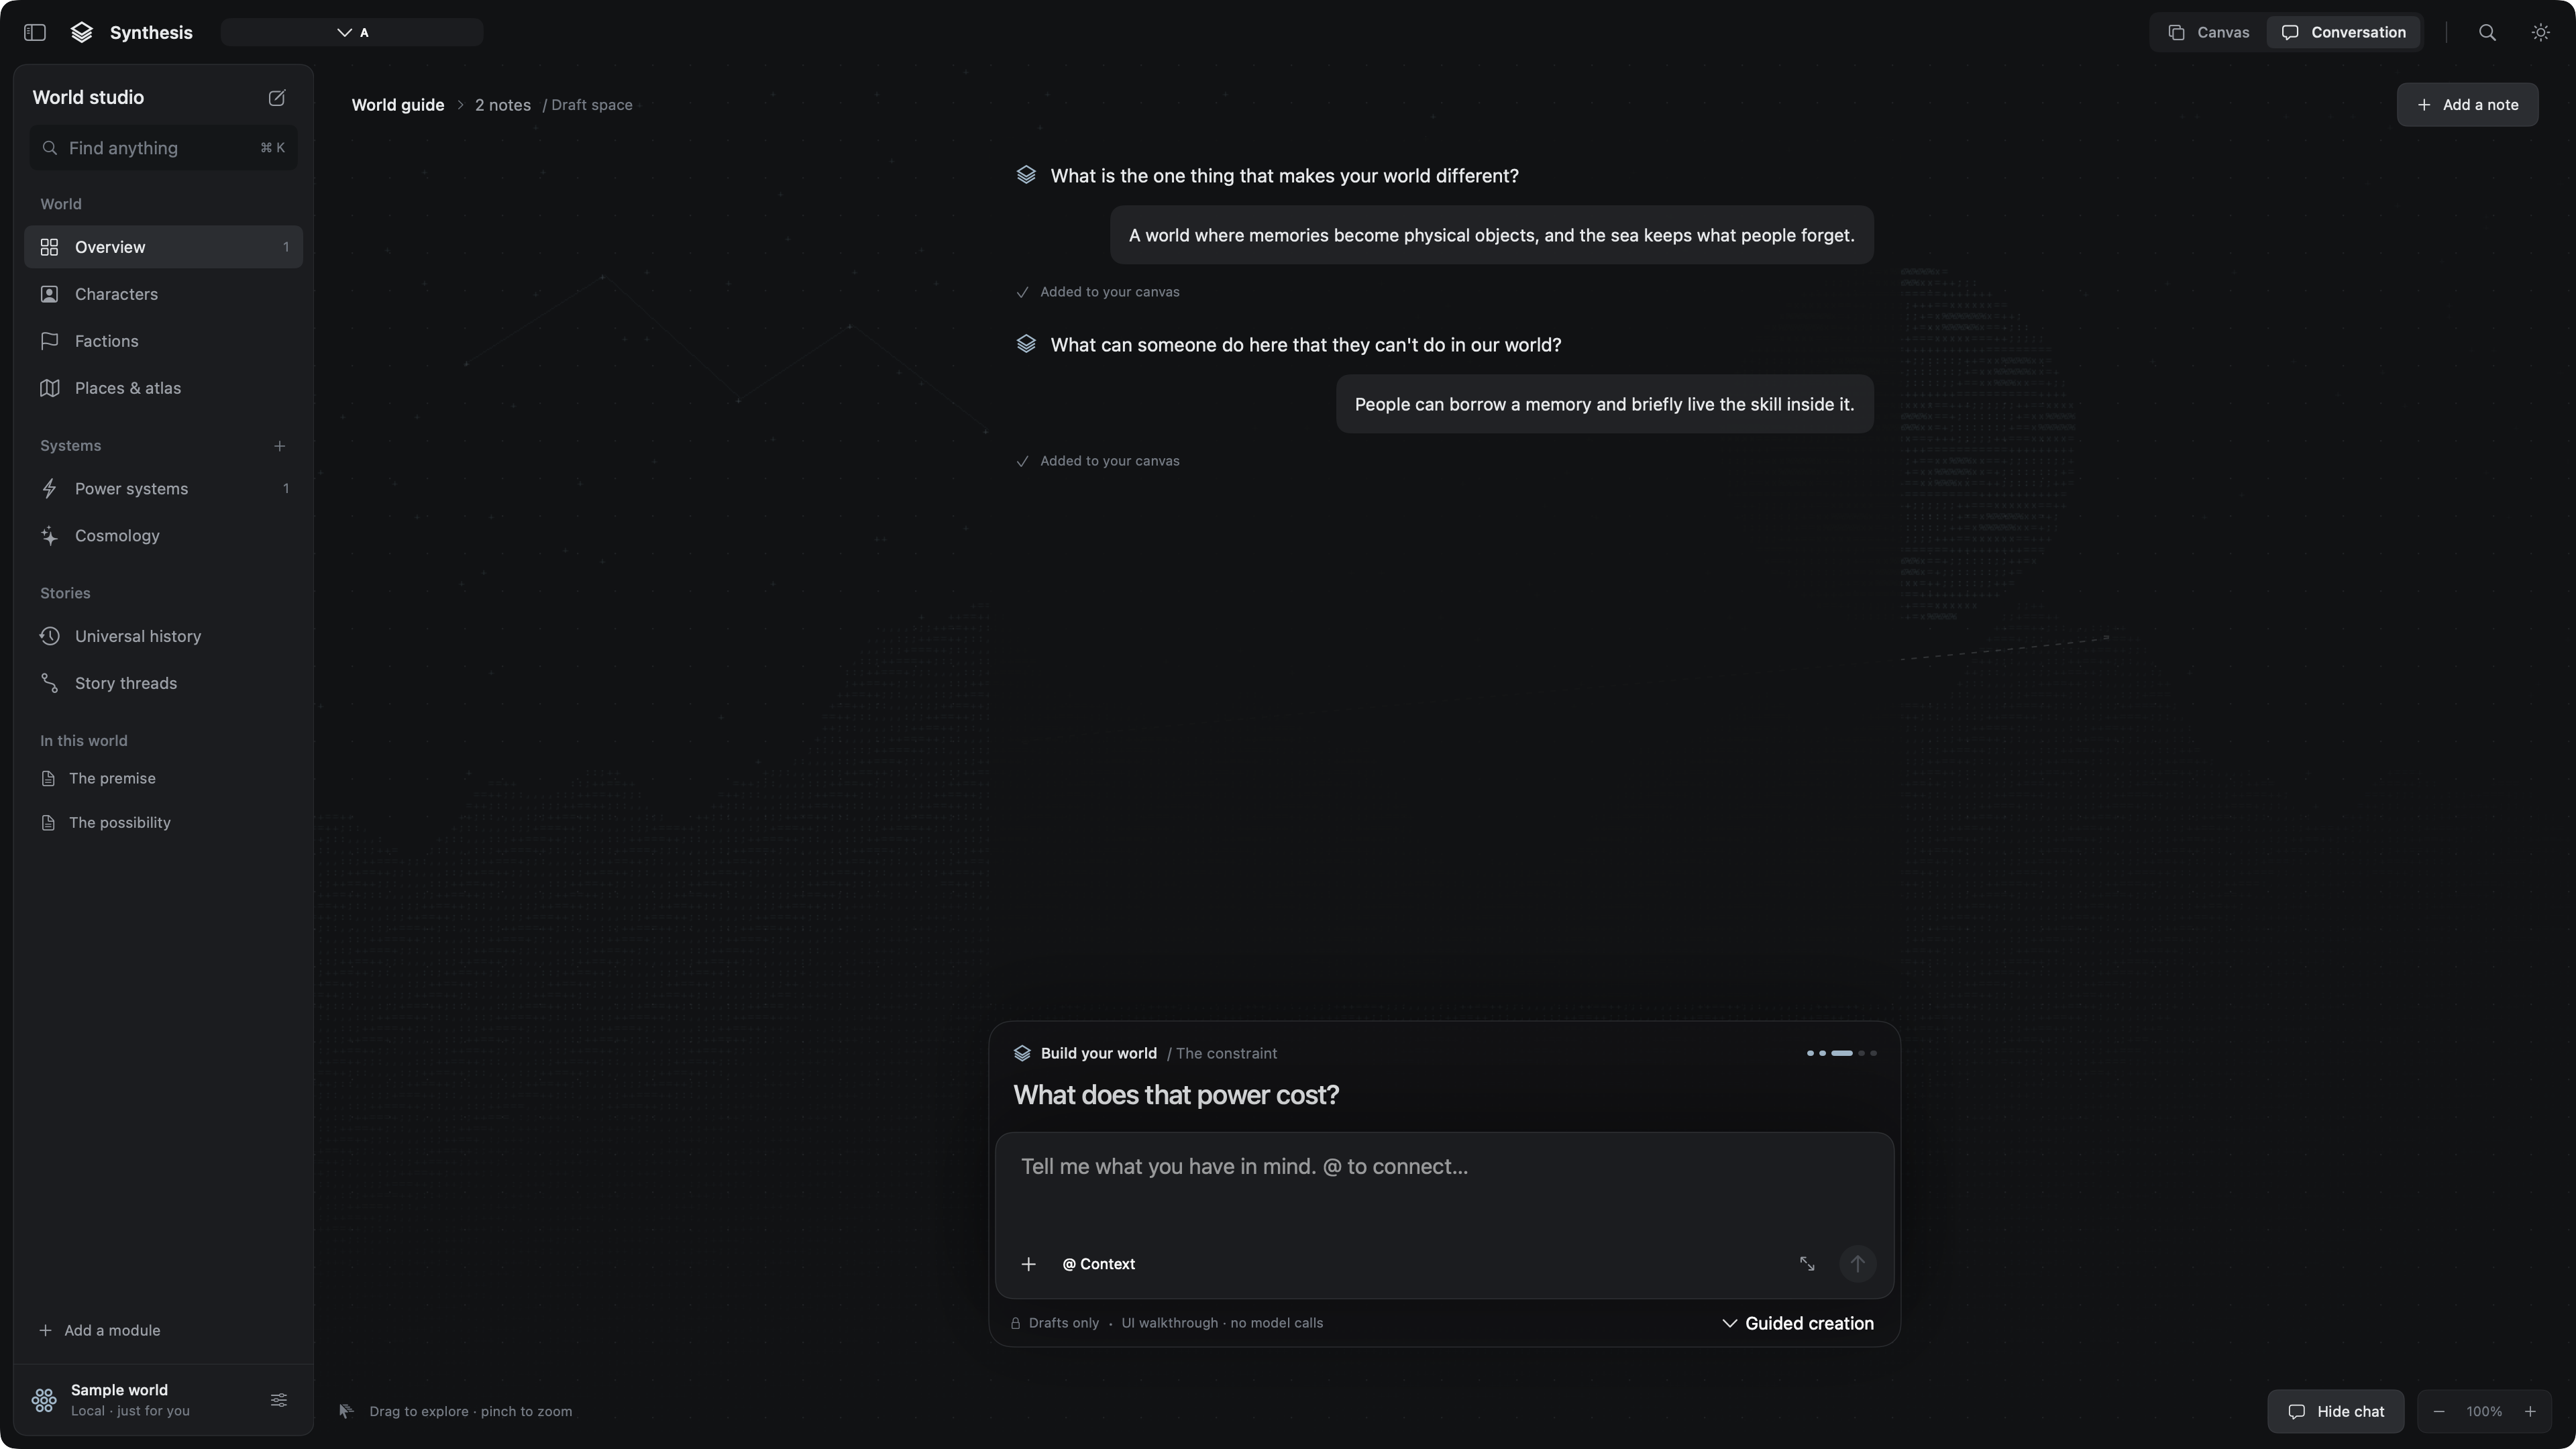 Synthesis
A
Canvas
Conversation
World studio
Find anything
⌘ K
World
Overview
1
Characters
Factions
Places & atlas
Systems
Power systems
1
Cosmology
Stories
Universal history
Story threads
In this world
The premise
The possibility
Add a module
Sample world
Local · just for you
World guide > 2 notes / Draft space
Add a note
What is the one thing that makes your world different?
A world where memories become physical objects, and the sea keeps what people forget.
Added to your canvas
What can someone do here that they can't do in our world?
People can borrow a memory and briefly live the skill inside it.
Added to your canvas
Build your world / The constraint
What does that power cost?
Tell me what you have in mind. @ to connect...
@ Context
Drafts only · UI walkthrough · no model calls
Guided creation
Drag to explore · pinch to zoom
Hide chat
100%